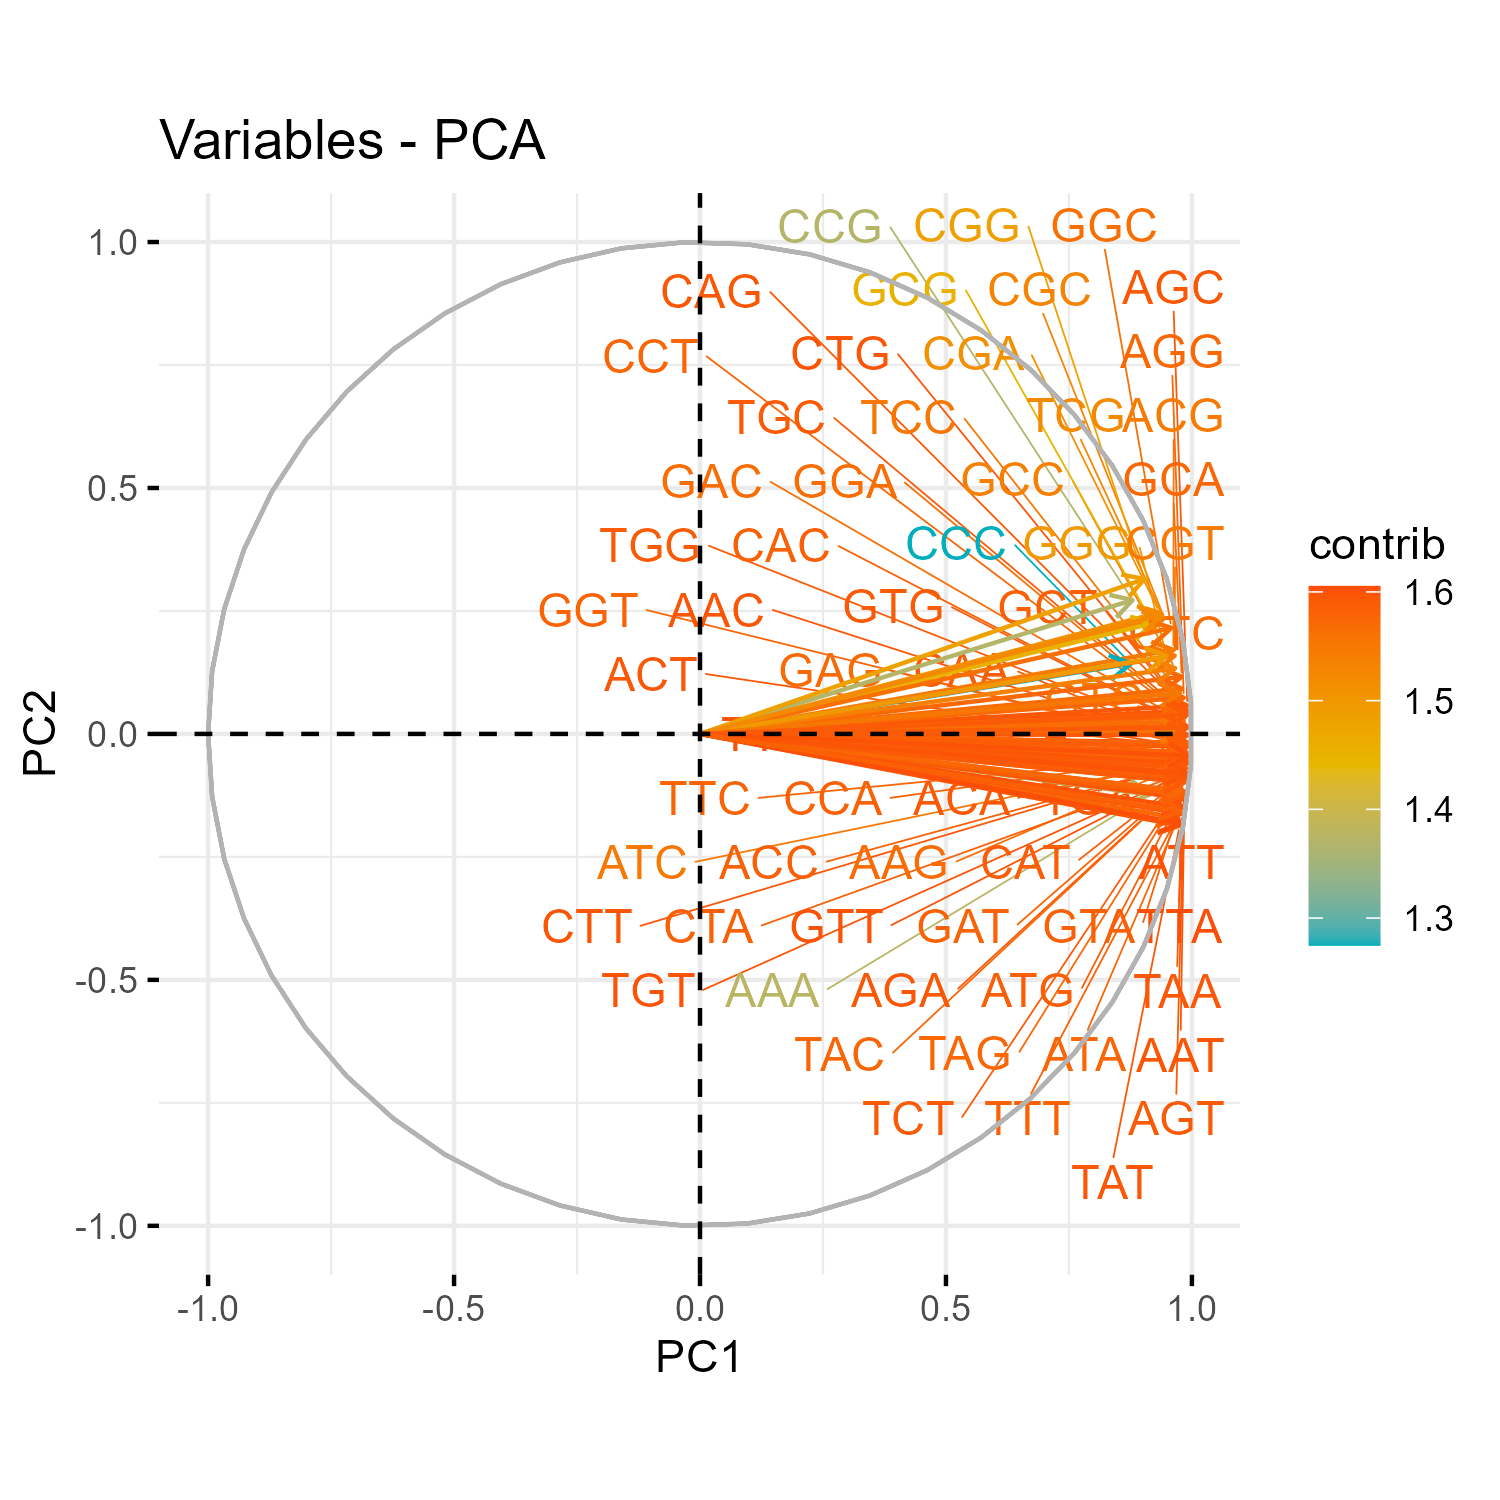 Variables - PCA
CCG CGG GGC
CAG GCG CGC AGC
CCT CTG CGA AGG
TGC TCC TCG ACG
GAC GGA GCC GCA
TGG CAC CCC GGG CGT
GGT AAC GTG GCT
ACT GAG CAA
TTC CCA ACA
ATC ACC AAG CAT ATT
CTT CTA GTT GAT GTA TTA
TGT AAA AGA ATG TAA
TAC TAG ATA AAT
TCT TTT AGT
TAT
1.0
0.5
0.0
-0.5
-1.0
PC2
-1.0 -0.5 0.0 0.5 1.0
PC1
contrib
1.6
1.5
1.4
1.3